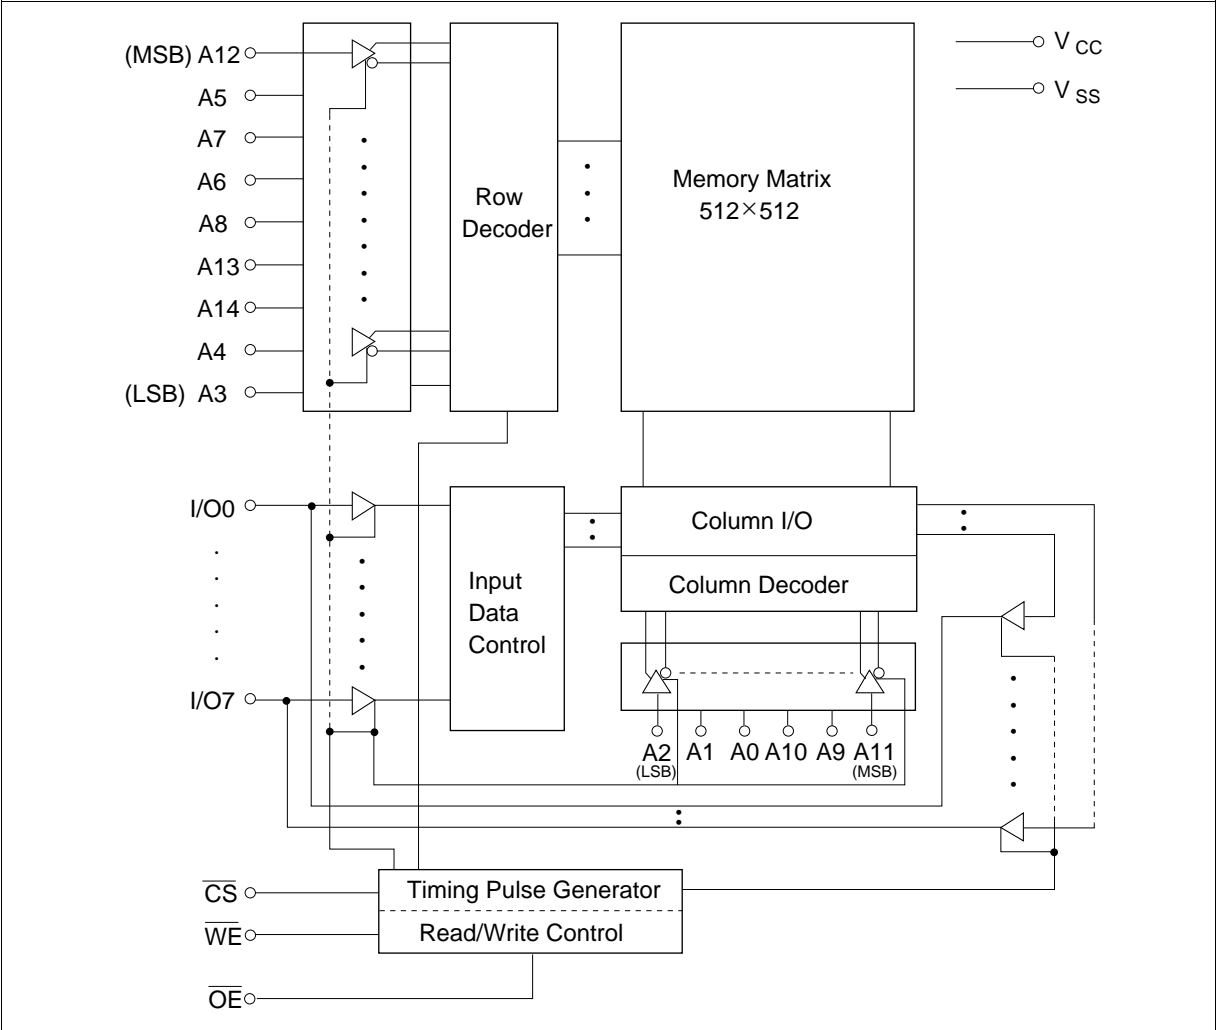 (MSB) A12
A5
A7
A6
A8
A13
A14
A4
(LSB) A3
Row
Decoder
Memory Matrix
512×512
V CC
V SS
I/O0
I/O7
Input
Data
Control
Column I/O
Column Decoder
A2 A1 A0 A10 A9 A11
(LSB) (MSB)
CS
WE
OE
Timing Pulse Generator
Read/Write Control